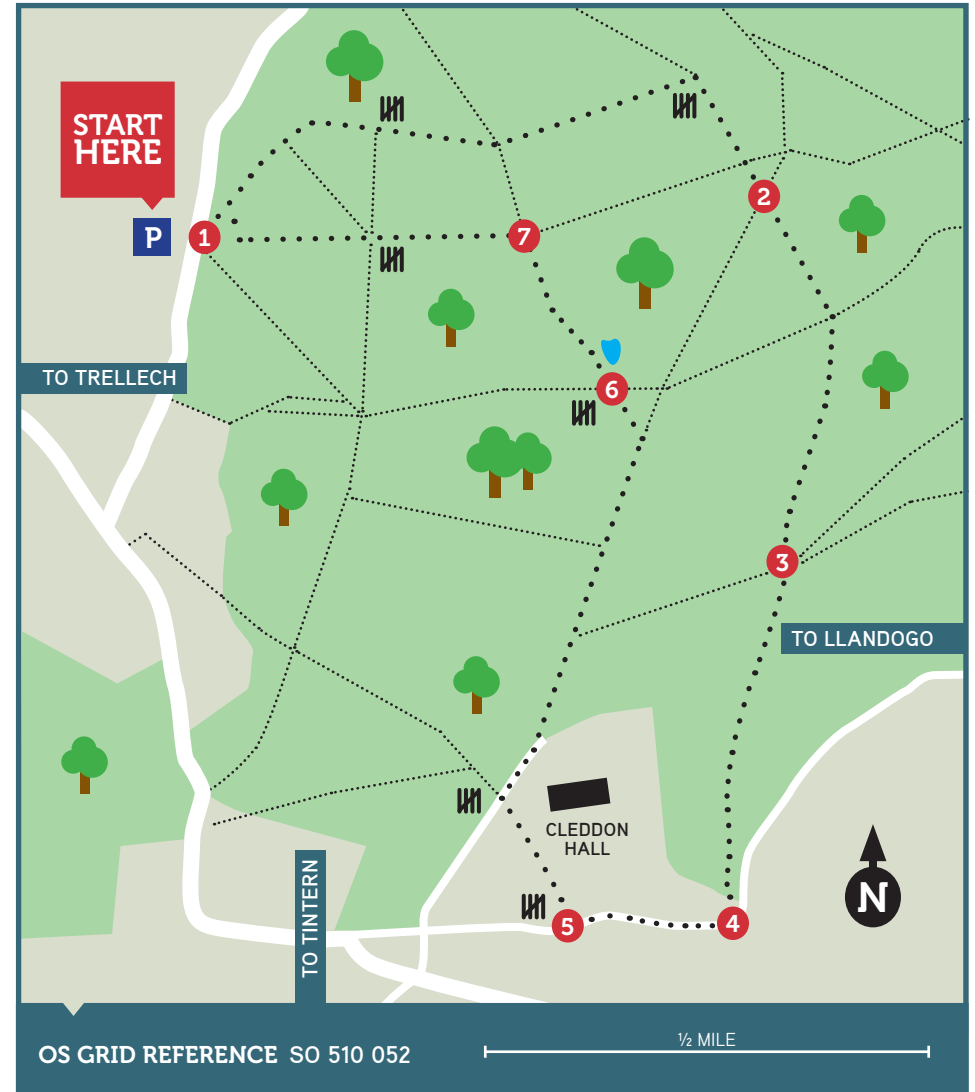 START
HERE
P
1
2
7
TO TRELLECH
6
3
TO LLANDOGO
CLEDDON
HALL
5
4
N
TO TINTERN
OS GRID REFERENCE SO 510 052
½ MILE